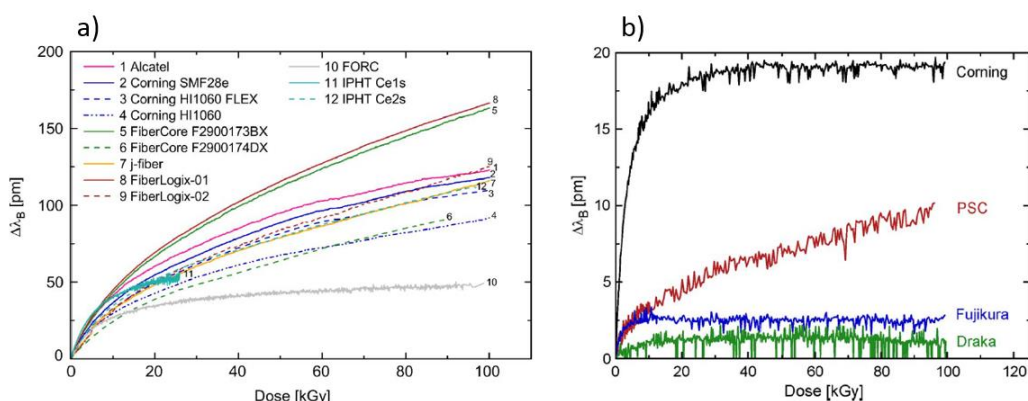 a)
200
150
100
50
0
ΔλB [pm]
1 Alcatel
2 Corning SMF28e
3 Corning HI1060 FLEX
4 Corning HI1060
5 FiberCore F2900173BX
6 FiberCore F2900174DX
7 j-fiber
8 FiberLogix-01
9 FiberLogix-02
10 FORC
11 IPHT Ce1s
12 IPHT Ce2s
8
5
9
1
2
7
12
3
4
6
11
10
0 20 40 60 80 100
Dose [kGy]
b)
20
15
10
5
0
ΔλB [pm]
Corning
PSC
Fujikura
Draka
0 20 40 60 80 100 120
Dose [kGy]